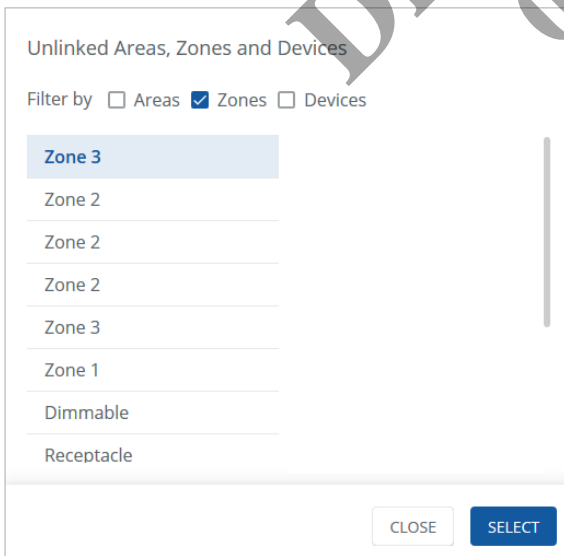 Unlinked Areas, Zones and Devices
Filter by Areas Zones Devices
Zone 3
Zone 2
Zone 2
Zone 2
Zone 3
Zone 1
Dimmable
Receptacle
CLOSE SELECT